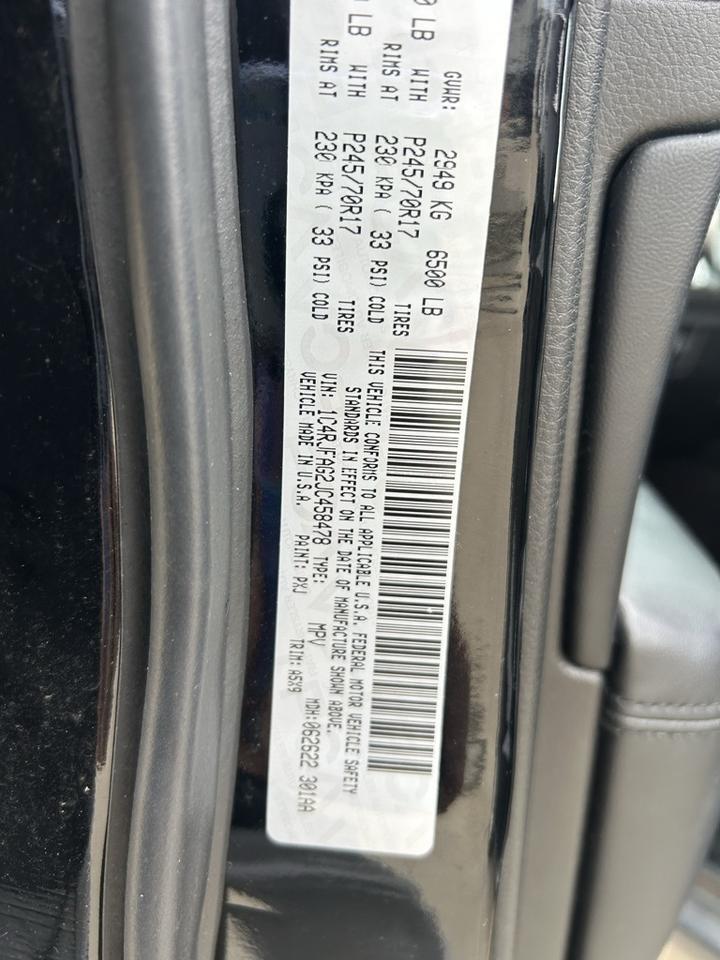 GVWR: 2949 KG 6500 LB
0 LB WITH P245/70R17 TIRES
RIMS AT 230 KPA ( 33 PSI) COLD
LB WITH P245/70R17 TIRES
RIMS AT 230 KPA ( 33 PSI) COLD
THIS VEHICLE CONFORMS TO ALL APPLICABLE U.S.A. FEDERAL MOTOR VEHICLE SAFETY
STANDARDS IN EFFECT ON THE DATE OF MANUFACTURE SHOWN ABOVE.
VIN: 1C4RJFAG2JC458478 TYPE: MPV MDH:062622 301AA
VEHICLE MADE IN U.S.A. PAINT: PXJ TRIM: A5X9